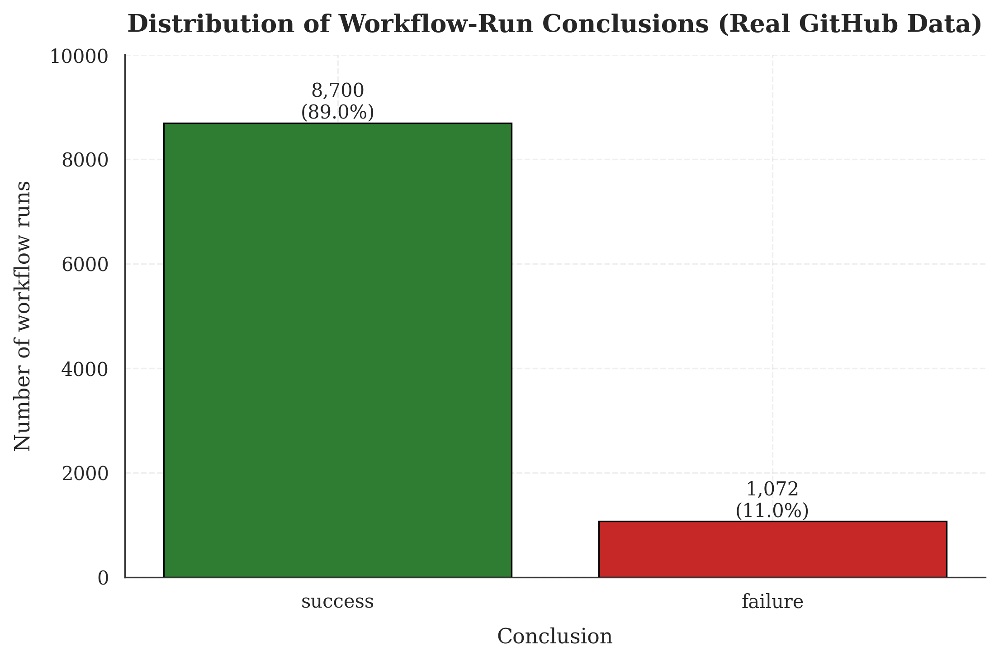 Distribution of Workflow-Run Conclusions (Real GitHub Data)
10000
8000
6000
4000
2000
0
Number of workflow runs
8,700
(89.0%)
1,072
(11.0%)
success
failure
Conclusion